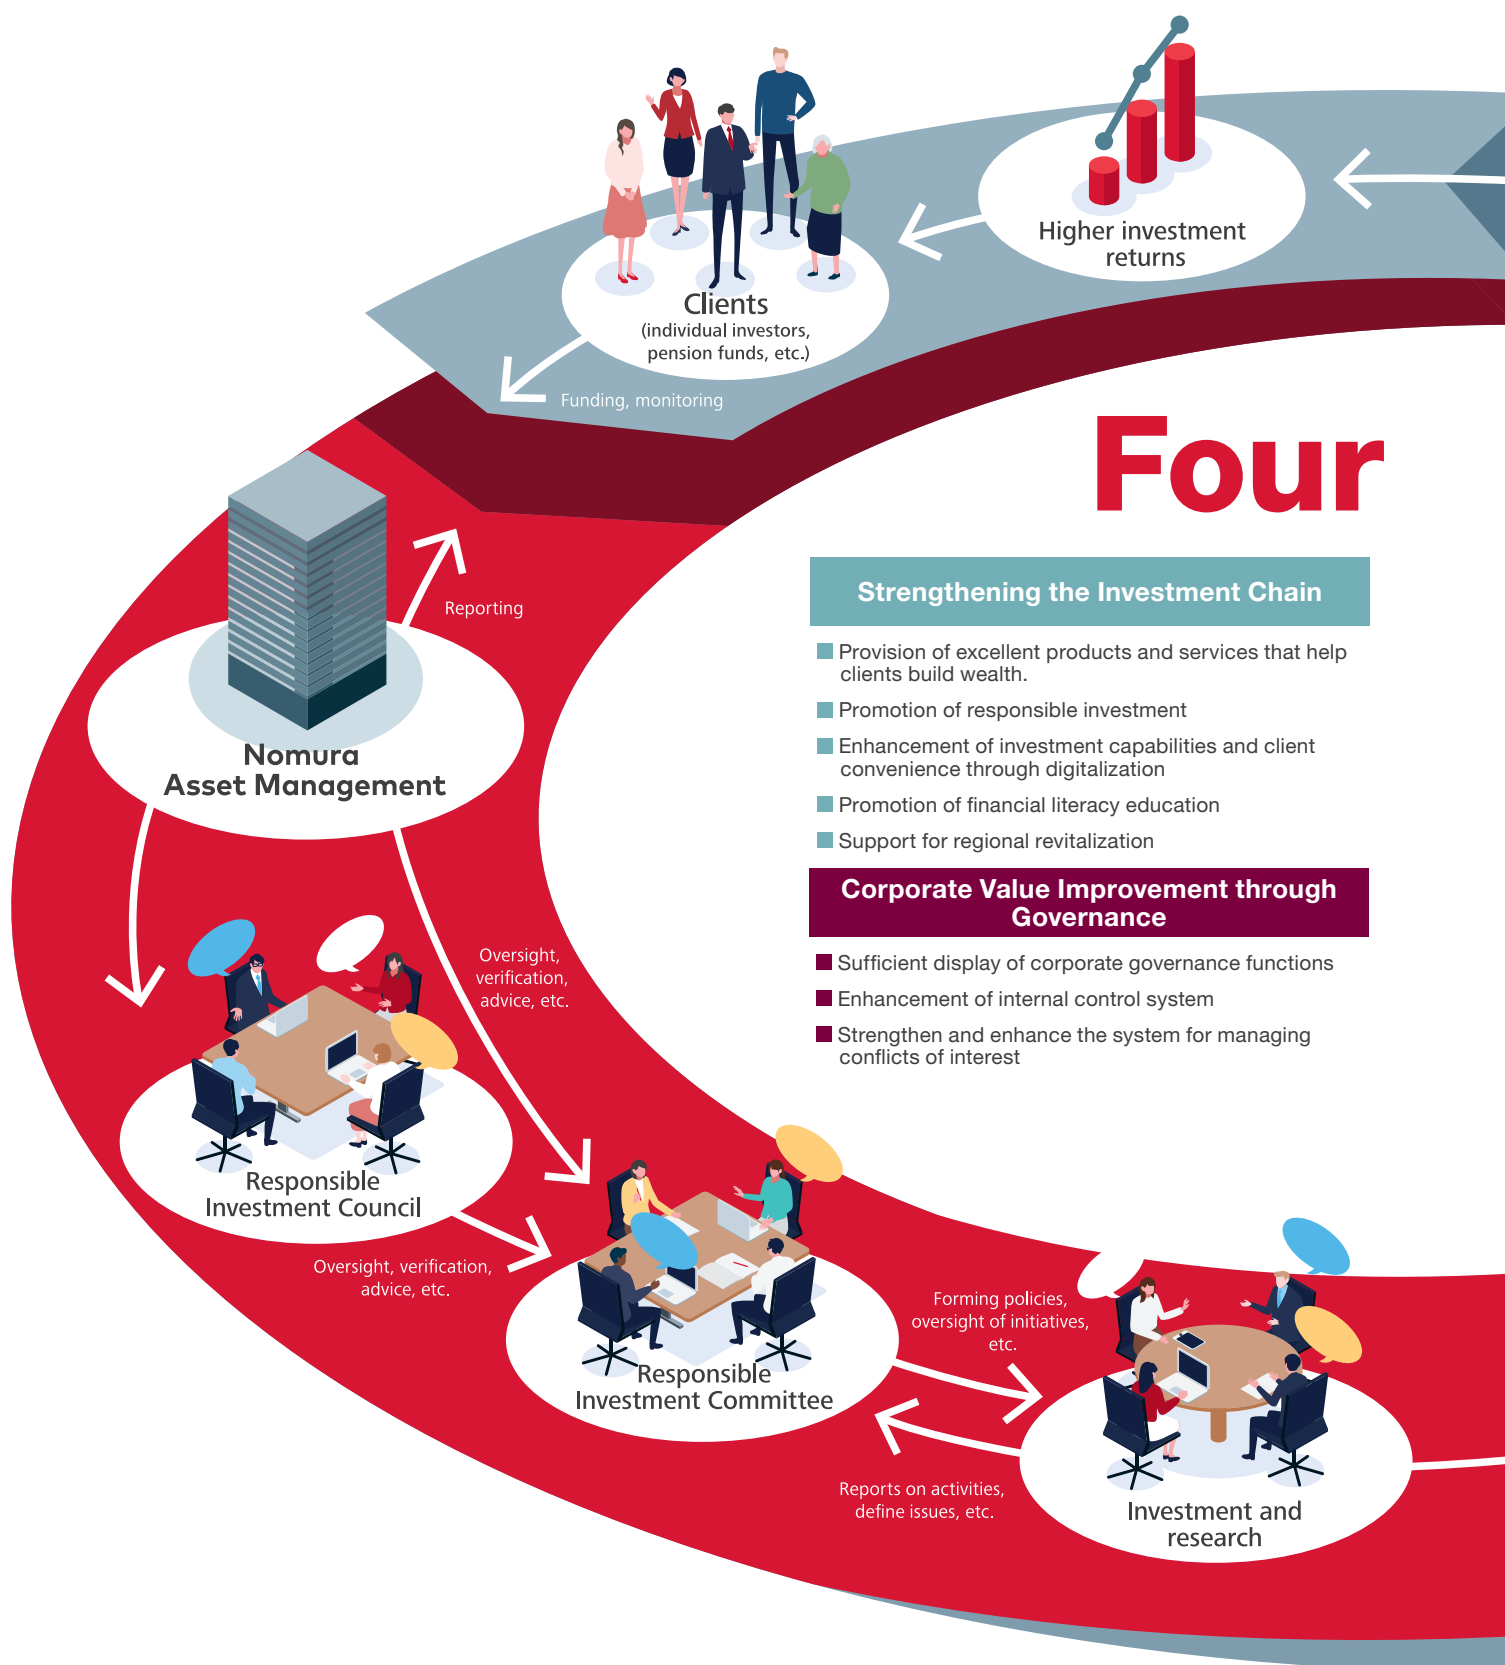 Higher investment
returns
Clients
(individual investors,
pension funds, etc.)
Funding, monitoring
Four
Reporting
Nomura
Asset Management
Strengthening the Investment Chain
Provision of excellent products and services that help
clients build wealth.
Promotion of responsible investment
Enhancement of investment capabilities and client
convenience through digitalization
Promotion of financial literacy education
Support for regional revitalization
Corporate Value Improvement through
Governance
Sufficient display of corporate governance functions
Enhancement of internal control system
Strengthen and enhance the system for managing
conflicts of interest
Oversight,
verification,
advice, etc.
Responsible
Investment Council
Oversight, verification,
advice, etc.
Responsible
Investment Committee
Forming policies,
oversight of initiatives,
etc.
Reports on activities,
define issues, etc.
Investment and
research